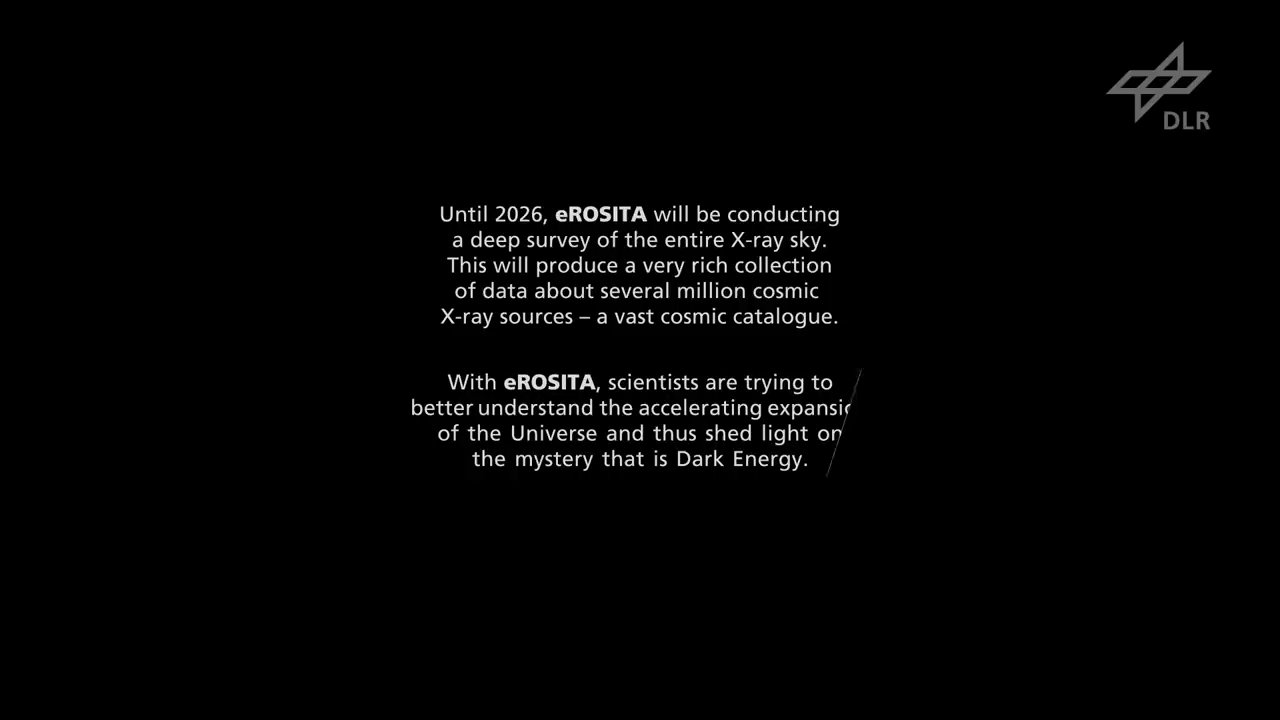 DLR
Until 2026, eROSITA will be conducting
a deep survey of the entire X-ray sky.
This will produce a very rich collection
of data about several million cosmic
X-ray sources – a vast cosmic catalogue.
With eROSITA, scientists are trying to
better understand the accelerating expansio
of the Universe and thus shed light on
the mystery that is Dark Energy.